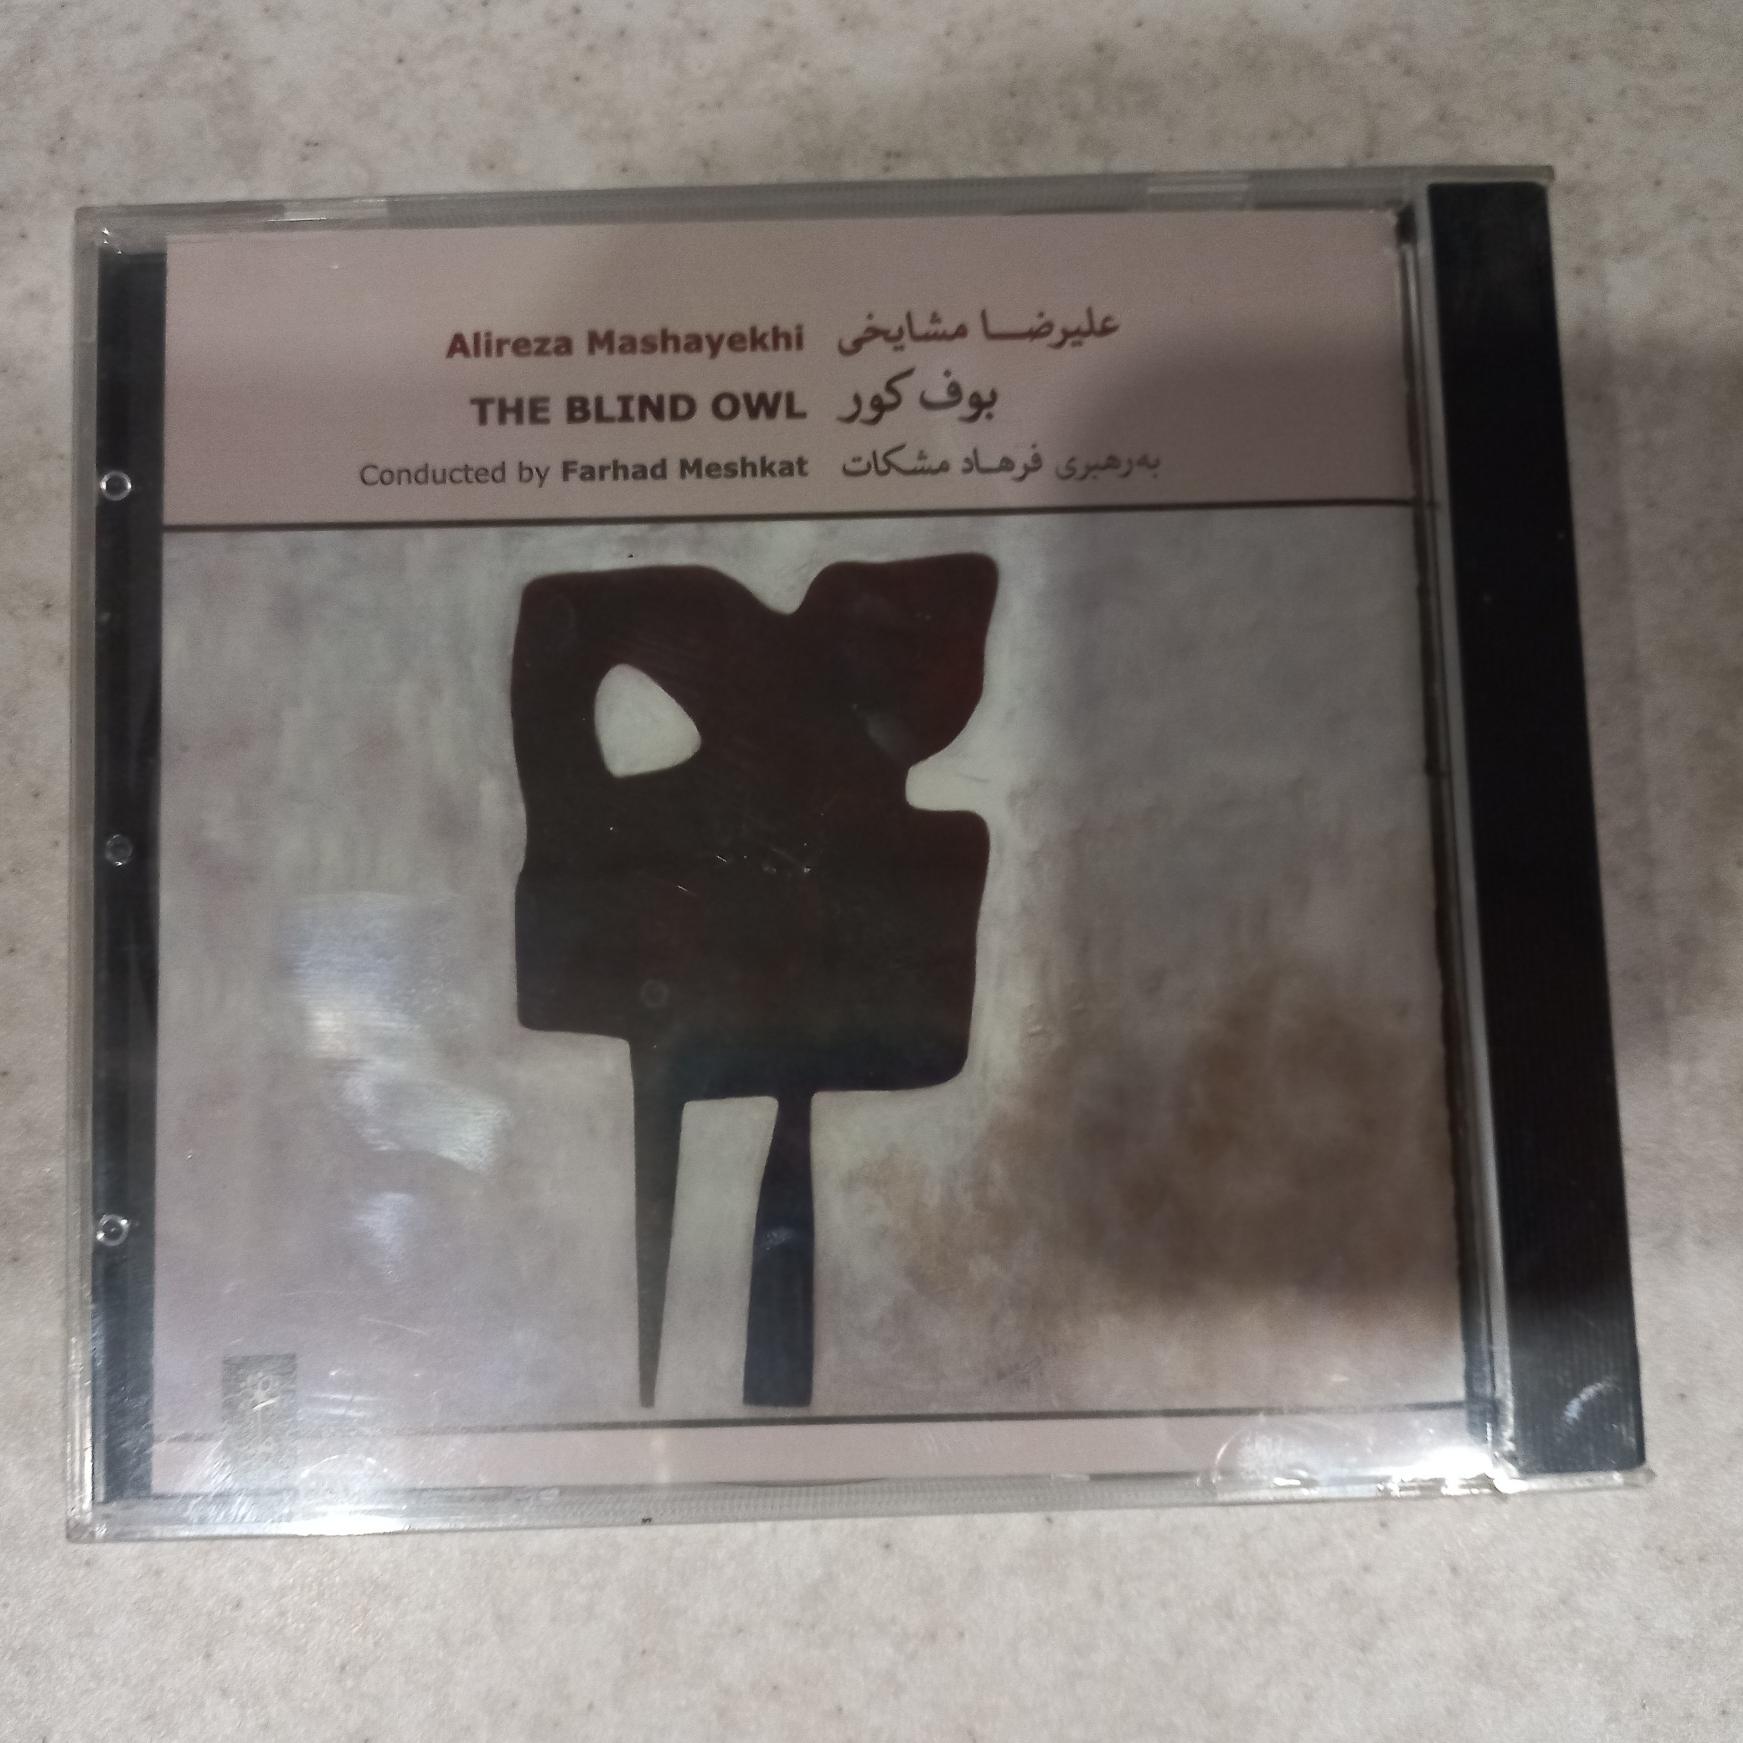 Alireza Mashayekhi علیرضا مشایخی
THE BLIND OWL بوف کور
Conducted by Farhad Meshkat به‌رهبری فرهاد مشکات